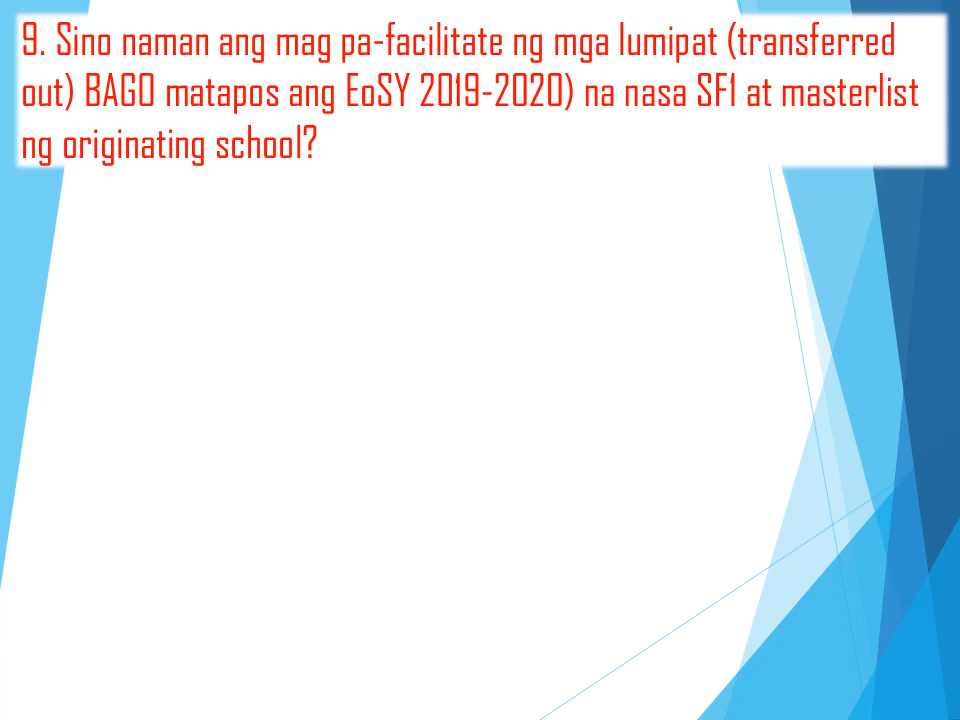 9. Sino naman ang mag pa-facilitate ng mga lumipat (transferred
out) BAGO matapos ang EoSY 2019-2020) na nasa SF1 at masterlist
ng originating school?